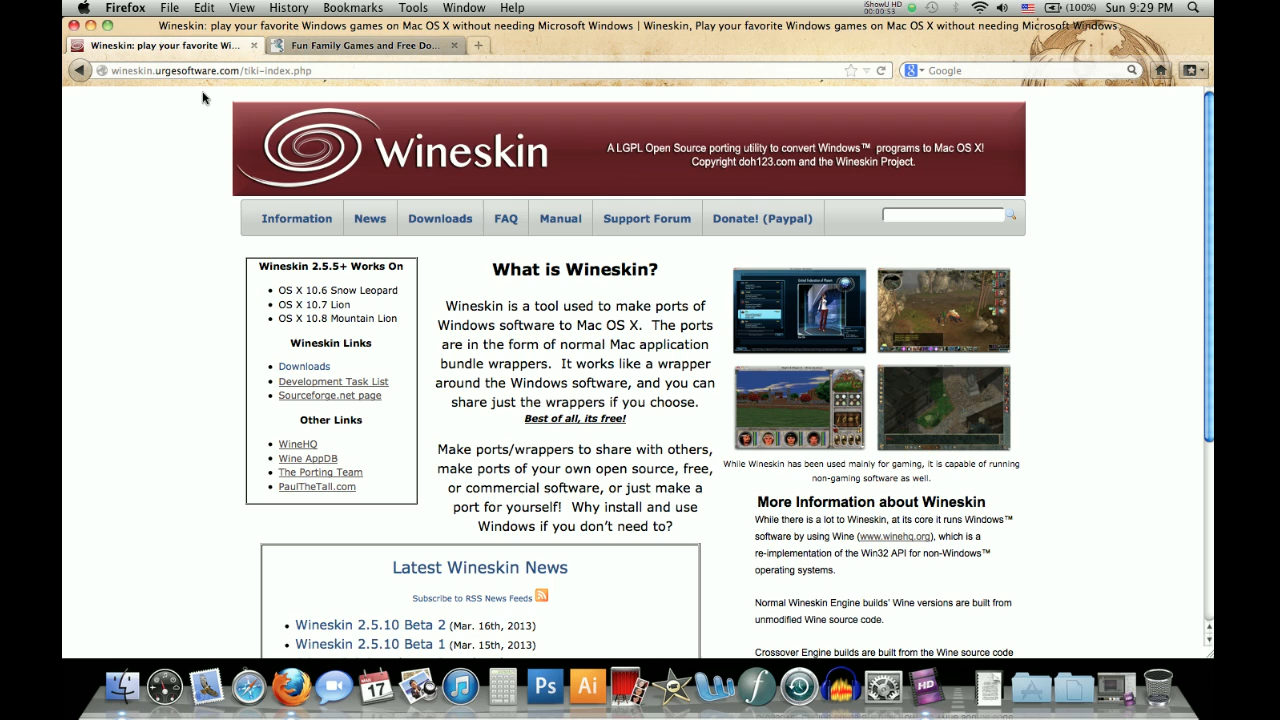 Firefox File Edit View History Bookmarks Tools Window Help iShowU HD 00:00:53 (100%) Sun 9:29 PM
Wineskin: play your favorite Windows games on Mac OS X without needing Microsoft Windows | Wineskin, Play your favorite Windows games on Mac OS X without needing Microsoft Windows
Wineskin: play your favorite Wi... Fun Family Games and Free Do...
wineskin.urgesoftware.com/tiki-index.php Google
Wineskin
A LGPL Open Source porting utility to convert Windows™ programs to Mac OS X!
Copyright doh123.com and the Wineskin Project.
Information News Downloads FAQ Manual Support Forum Donate! (Paypal)
Wineskin 2.5.5+ Works On
• OS X 10.6 Snow Leopard
• OS X 10.7 Lion
• OS X 10.8 Mountain Lion
Wineskin Links
• Downloads
• Development Task List
• Sourceforge.net page
Other Links
• WineHQ
• Wine AppDB
• The Porting Team
• PaulTheTall.com
What is Wineskin?
Wineskin is a tool used to make ports of
Windows software to Mac OS X. The ports
are in the form of normal Mac application
bundle wrappers. It works like a wrapper
around the Windows software, and you can
share just the wrappers if you choose.
Best of all, its free!
Make ports/wrappers to share with others,
make ports of your own open source, free,
or commercial software, or just make a
port for yourself! Why install and use
Windows if you don't need to?
While Wineskin has been used mainly for gaming, it is capable of running
non-gaming software as well.
More Information about Wineskin
While there is a lot to Wineskin, at its core it runs Windows™
software by using Wine (www.winehq.org), which is a
re-implementation of the Win32 API for non-Windows™
operating systems.
Normal Wineskin Engine builds' Wine versions are built from
unmodified Wine source code.
Crossover Engine builds are built from the Wine source code
Latest Wineskin News
Subscribe to RSS News Feeds
• Wineskin 2.5.10 Beta 2 (Mar. 16th, 2013)
• Wineskin 2.5.10 Beta 1 (Mar. 15th, 2013)
MAR
17
Ps
Ai
HD